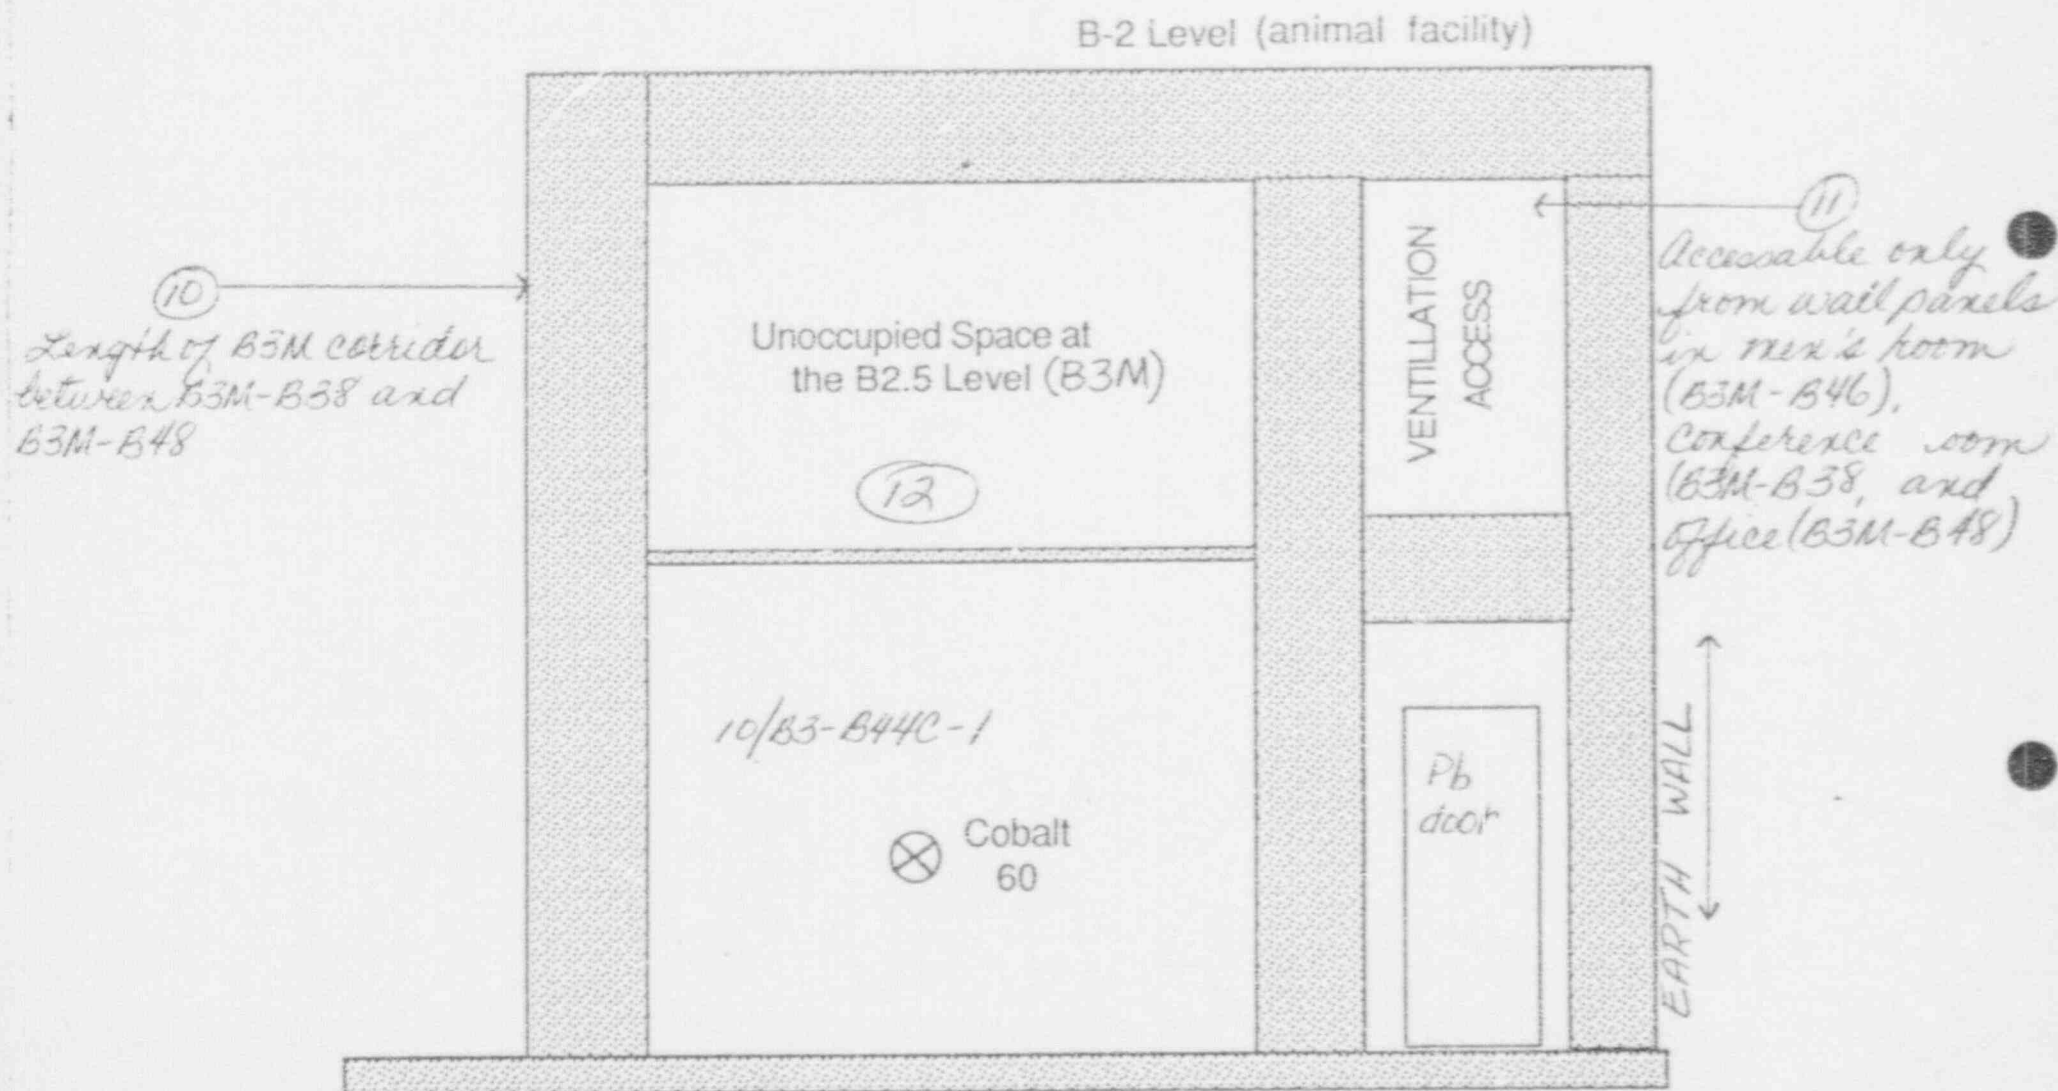 B-2 Level (animal facility)
10
Length of B3M corridor
between B3M-B38 and
B3M-B48
Unoccupied Space at
the B2.5 Level (B3M)
12
VENTILLATION
ACCESS
11
Accessable only
from wall panels
in men's room
(B3M-B46),
Conference room
(B3M-B38, and
office (B3M-B48)
10/B3-B44C-1
Cobalt
60
Pb
door
EARTH WALL